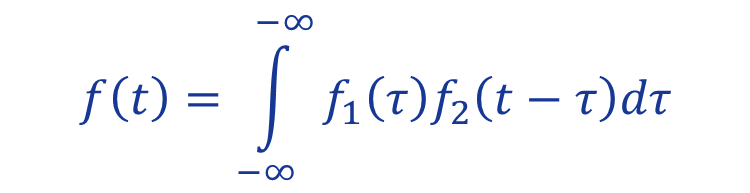 f(t) = ∫_{-∞}^{-∞} f₁(τ)f₂(t − τ)dτ